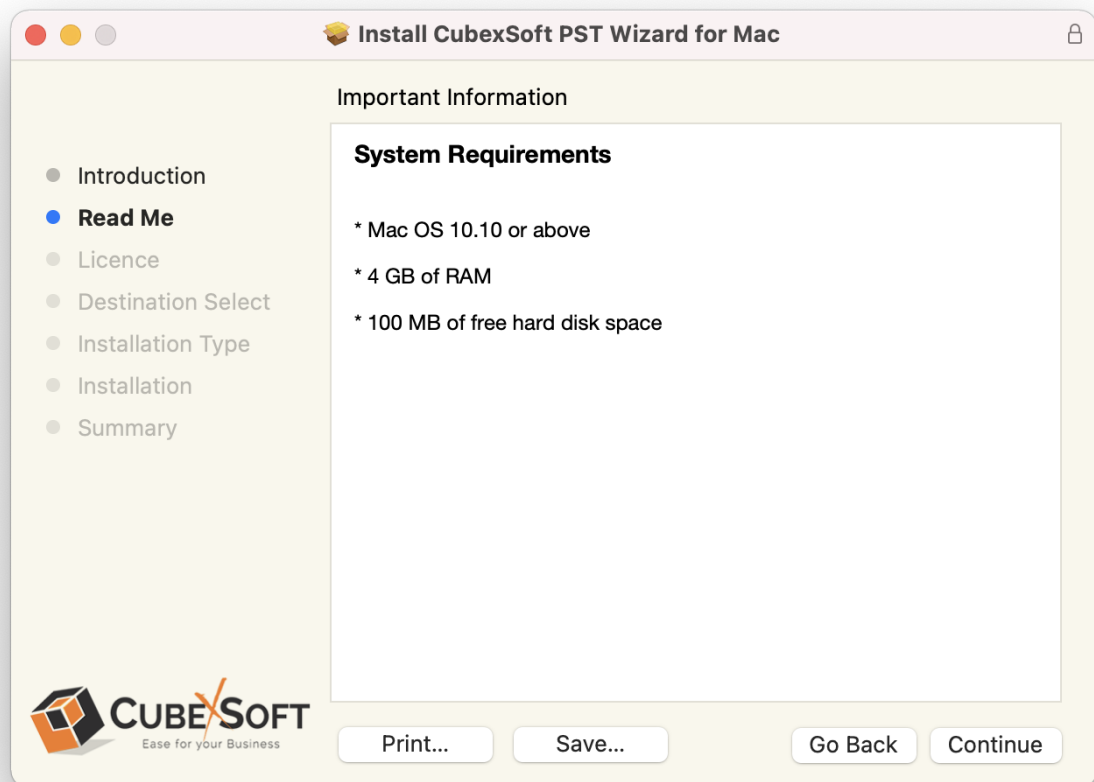 Install CubexSoft PST Wizard for Mac
Important Information
Introduction
Read Me
Licence
Destination Select
Installation Type
Installation
Summary
System Requirements
* Mac OS 10.10 or above
* 4 GB of RAM
* 100 MB of free hard disk space
CUBEXSOFT
Ease for your Business
Print...
Save...
Go Back
Continue